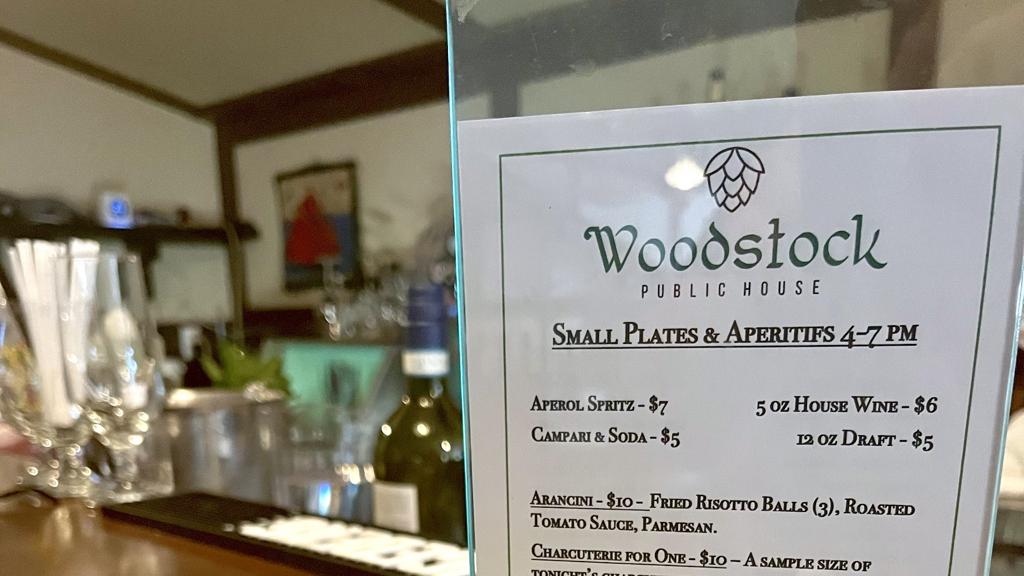 Woodstock
PUBLIC HOUSE
SMALL PLATES & APERITIFS 4-7 PM
APEROL SPRITZ - $7 5 OZ HOUSE WINE - $6
CAMPARI & SODA - $5 12 OZ DRAFT - $5
ARANCINI - $10 - FRIED RISOTTO BALLS (3), ROASTED
TOMATO SAUCE, PARMESAN.
CHARCUTERIE FOR ONE - $10 – A SAMPLE SIZE OF
TONIGHT'S